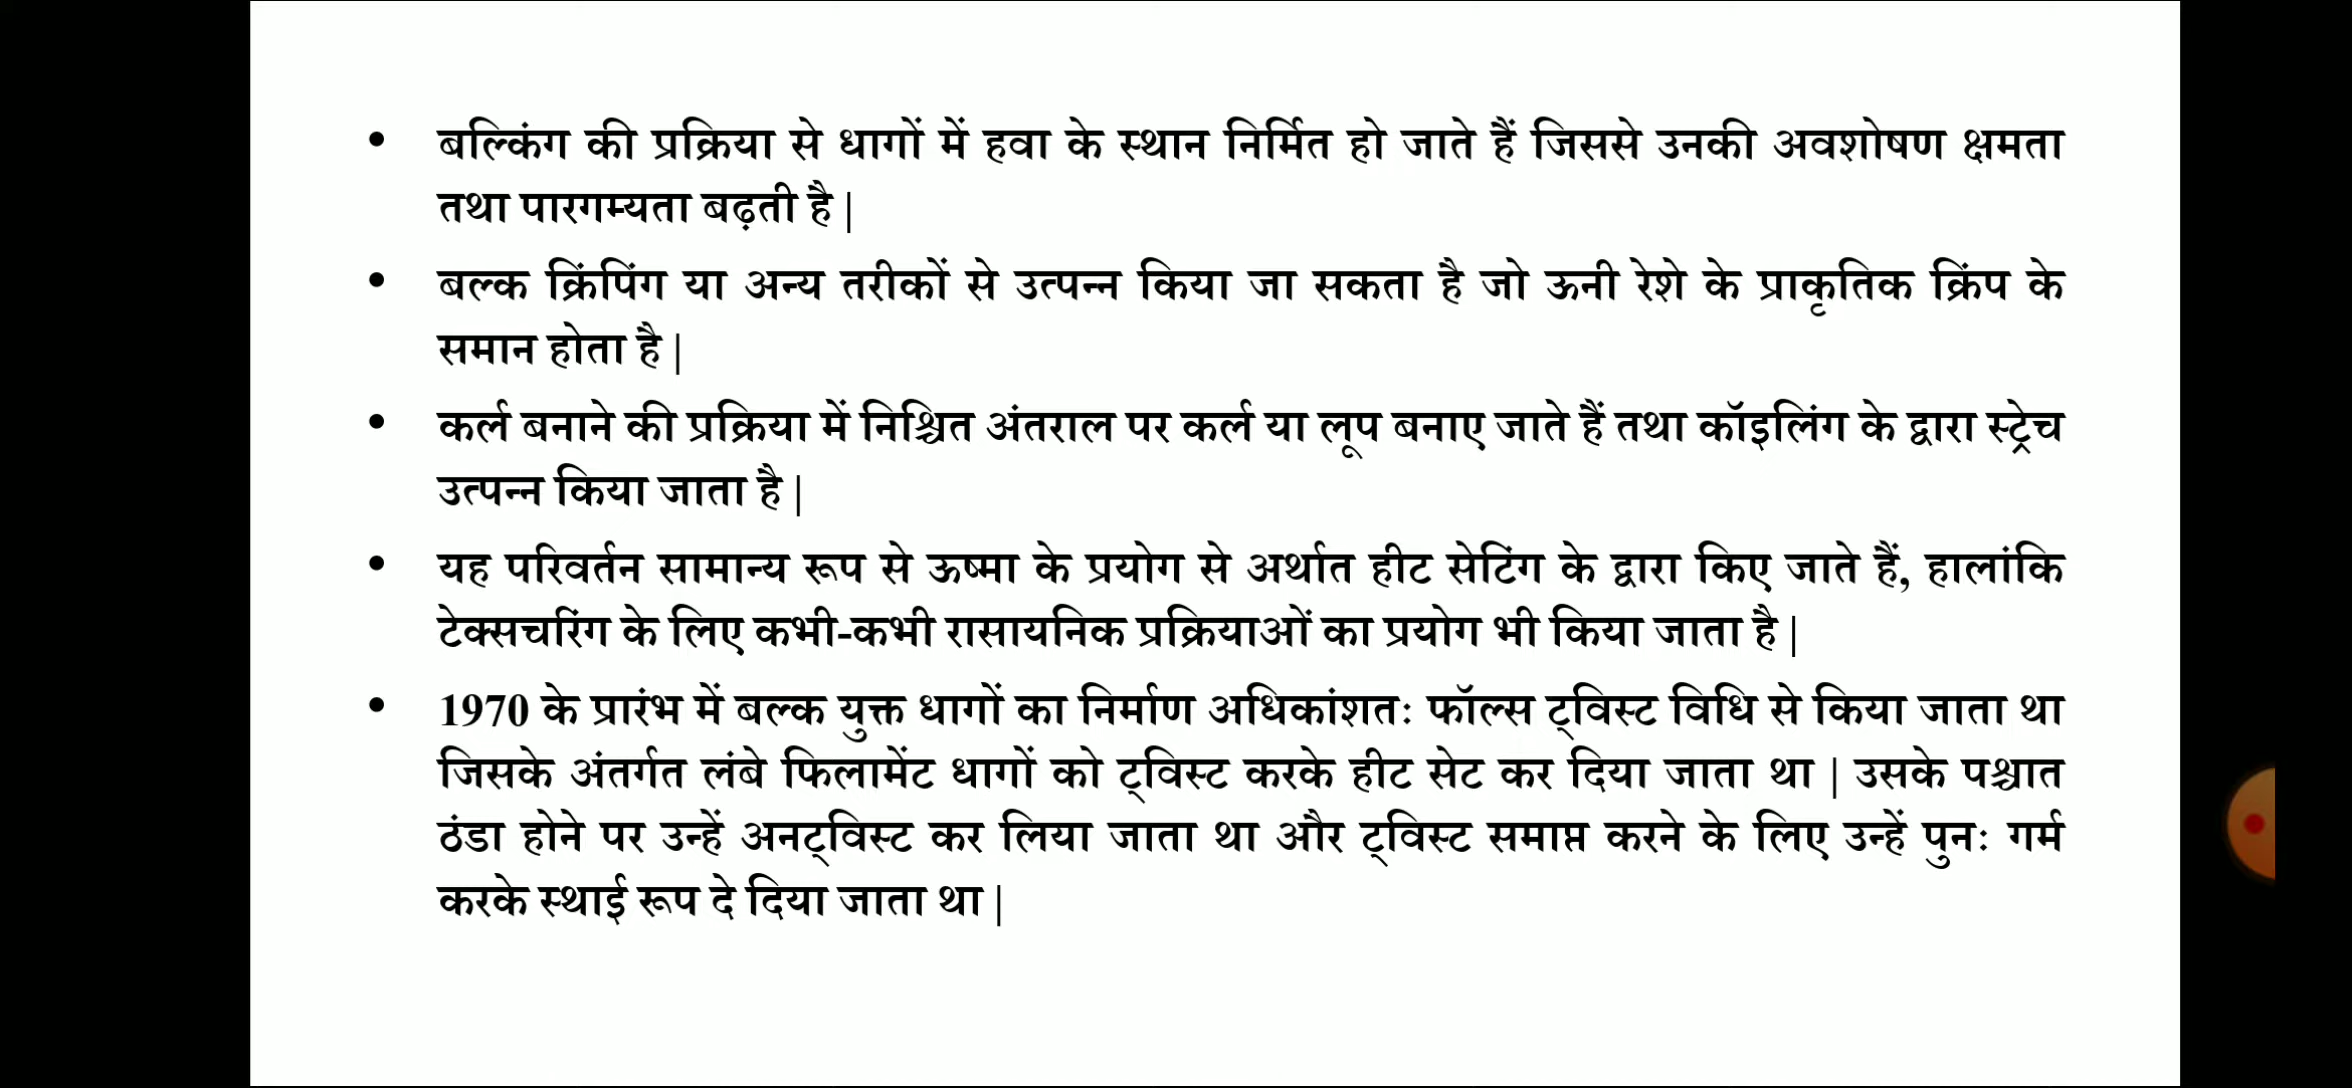 • बल्किंग की प्रक्रिया से धागों में हवा के स्थान निर्मित हो जाते हैं जिससे उनकी अवशोषण क्षमता
तथा पारगम्यता बढ़ती है |
• बल्क क्रिंपिंग या अन्य तरीकों से उत्पन्न किया जा सकता है जो ऊनी रेशे के प्राकृतिक क्रिंप के
समान होता है |
• कर्ल बनाने की प्रक्रिया में निश्चित अंतराल पर कर्ल या लूप बनाए जाते हैं तथा कॉइलिंग के द्वारा स्ट्रेच
उत्पन्न किया जाता है |
• यह परिवर्तन सामान्य रूप से ऊष्मा के प्रयोग से अर्थात हीट सेटिंग के द्वारा किए जाते हैं, हालांकि
टेक्सचरिंग के लिए कभी-कभी रासायनिक प्रक्रियाओं का प्रयोग भी किया जाता है |
• 1970 के प्रारंभ में बल्क युक्त धागों का निर्माण अधिकांशतः फॉल्स ट्विस्ट विधि से किया जाता था
जिसके अंतर्गत लंबे फिलामेंट धागों को ट्विस्ट करके हीट सेट कर दिया जाता था | उसके पश्चात
ठंडा होने पर उन्हें अनट्विस्ट कर लिया जाता था और ट्विस्ट समाप्त करने के लिए उन्हें पुनः गर्म
करके स्थाई रूप दे दिया जाता था |